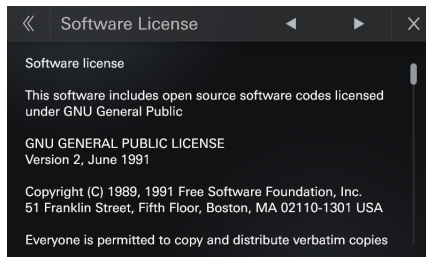 Software License
Software license
This software includes open source software codes licensed
under GNU General Public
GNU GENERAL PUBLIC LICENSE
Version 2, June 1991
Copyright (C) 1989, 1991 Free Software Foundation, Inc.
51 Franklin Street, Fifth Floor, Boston, MA 02110-1301 USA
Everyone is permitted to copy and distribute verbatim copies